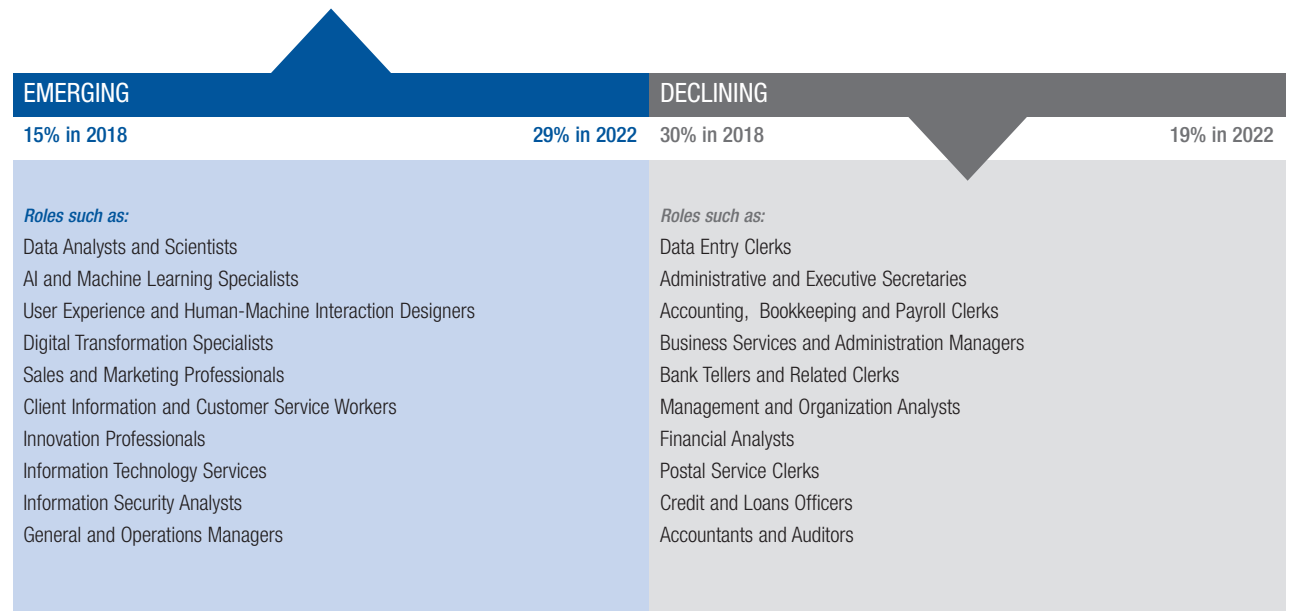 EMERGING
15% in 2018
29% in 2022
Roles such as:
Data Analysts and Scientists
AI and Machine Learning Specialists
User Experience and Human-Machine Interaction Designers
Digital Transformation Specialists
Sales and Marketing Professionals
Client Information and Customer Service Workers
Innovation Professionals
Information Technology Services
Information Security Analysts
General and Operations Managers
DECLINING
30% in 2018
19% in 2022
Roles such as:
Data Entry Clerks
Administrative and Executive Secretaries
Accounting, Bookkeeping and Payroll Clerks
Business Services and Administration Managers
Bank Tellers and Related Clerks
Management and Organization Analysts
Financial Analysts
Postal Service Clerks
Credit and Loans Officers
Accountants and Auditors